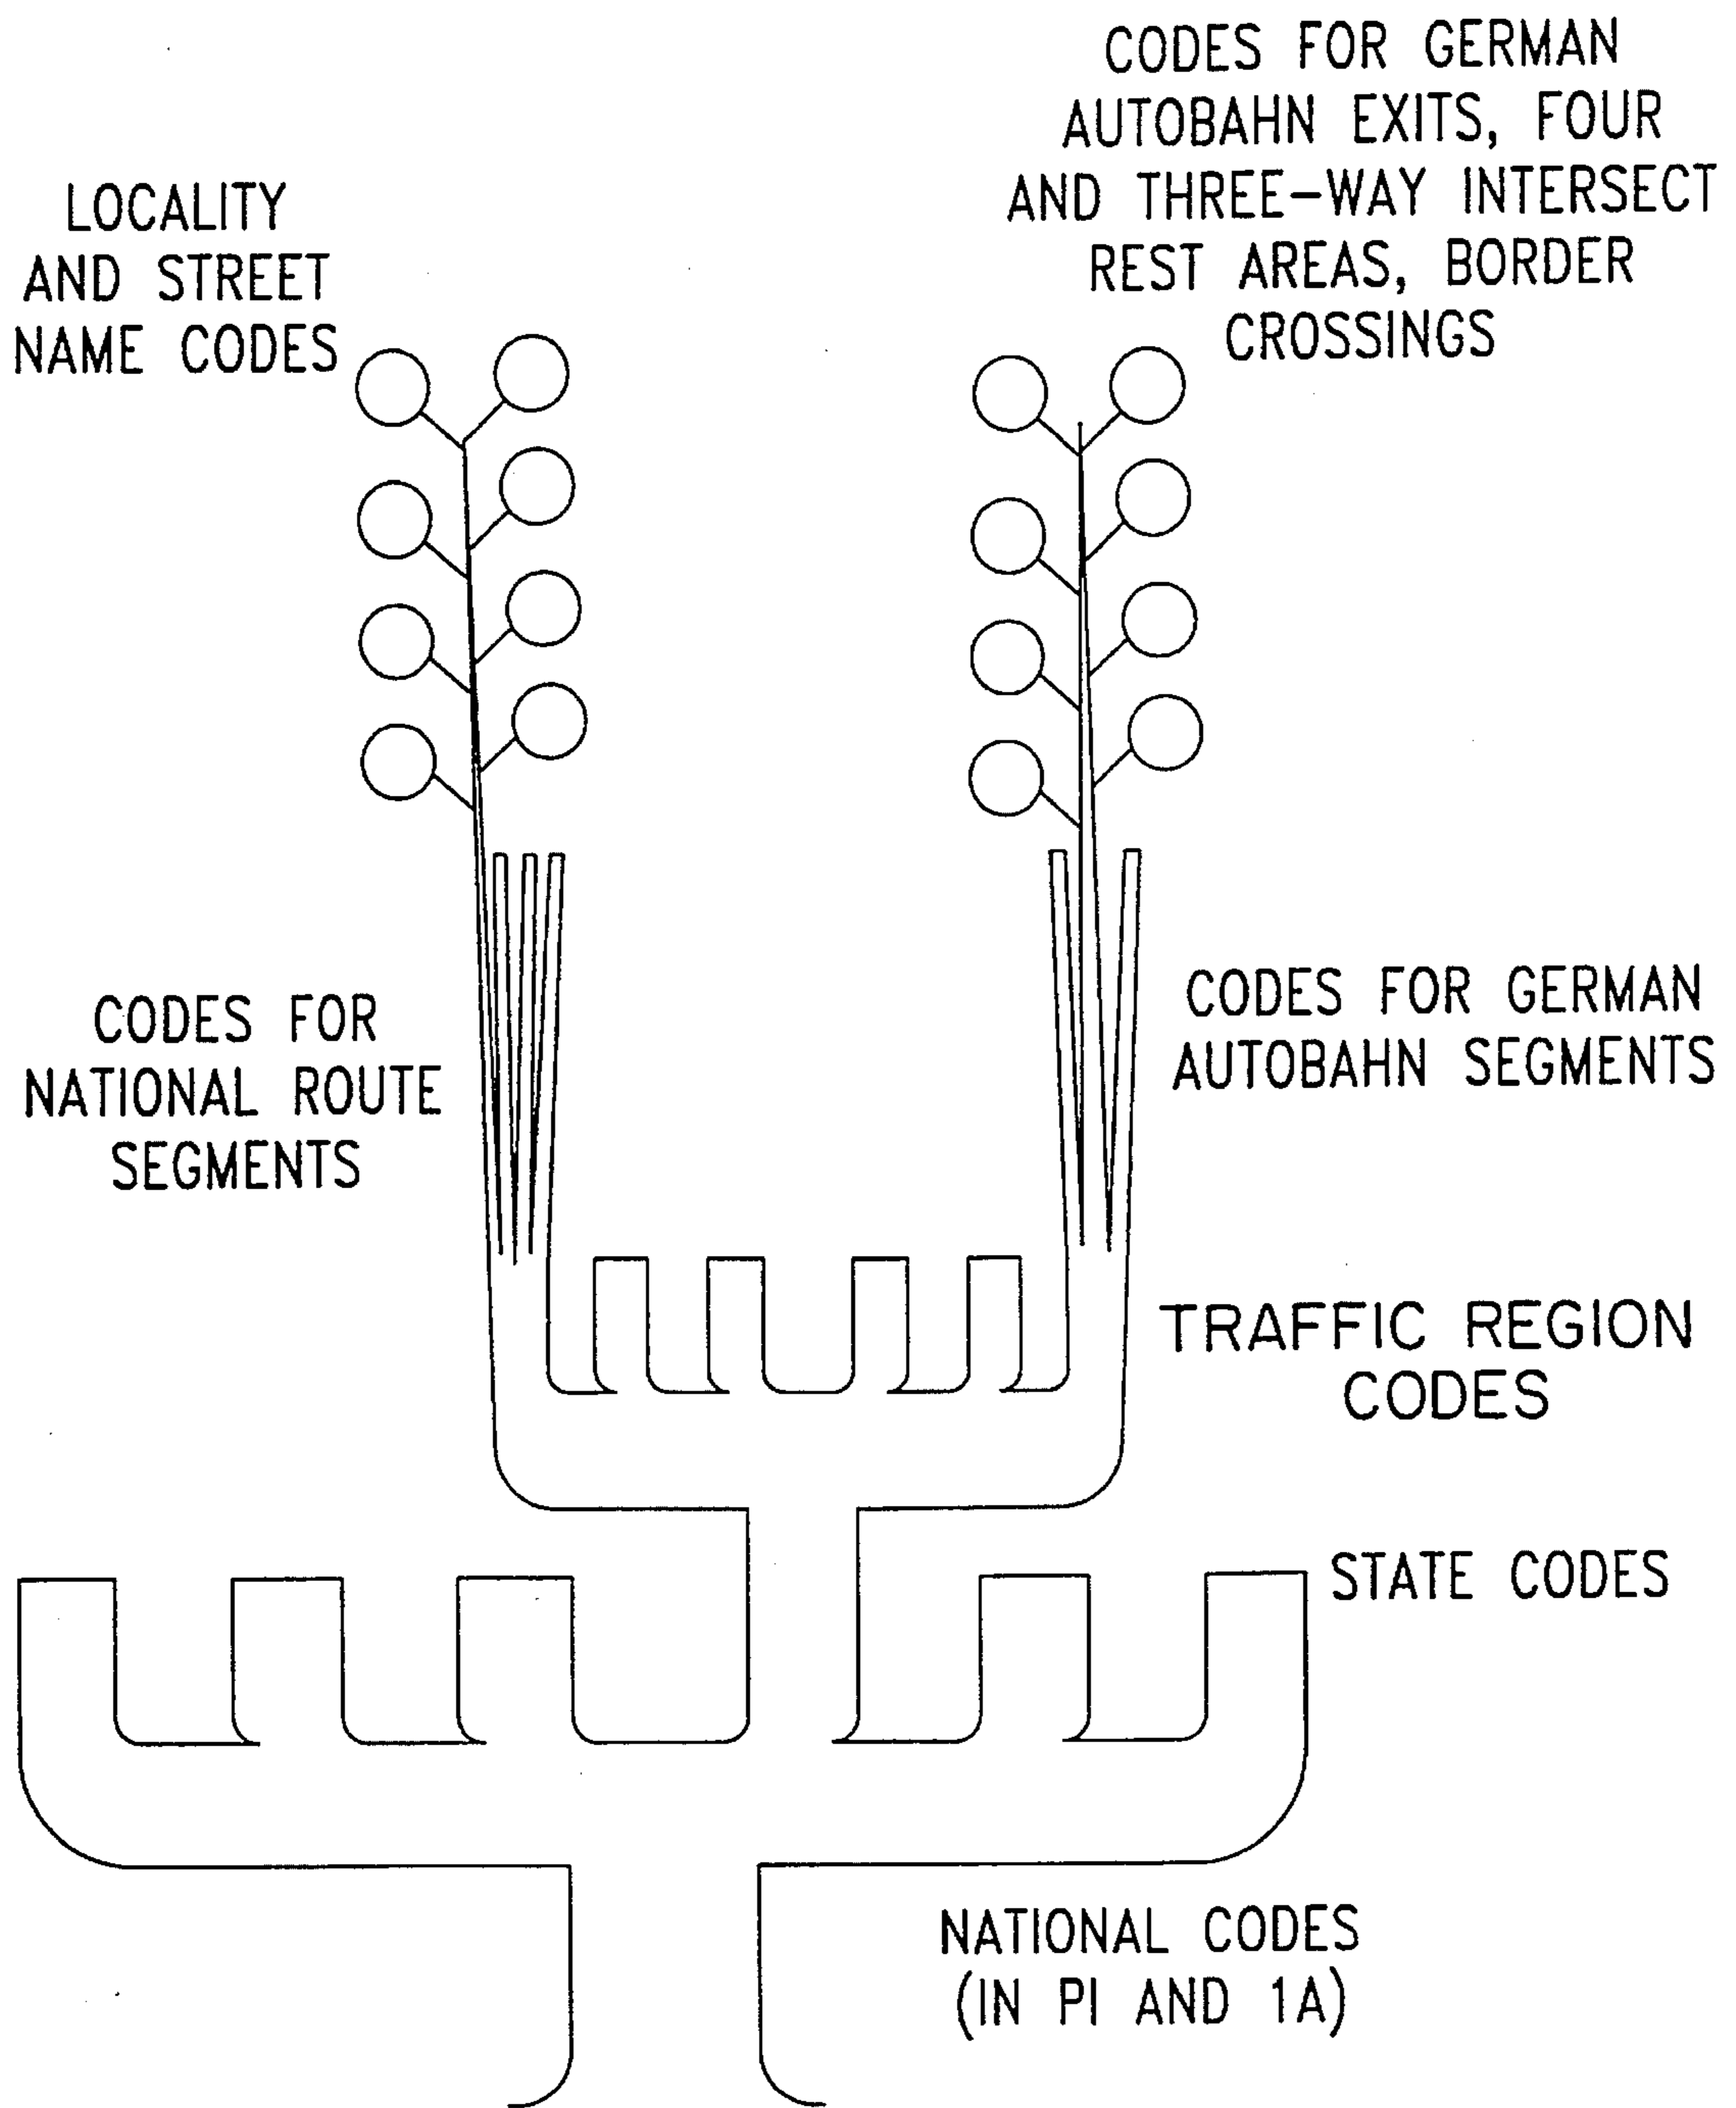 CODES FOR GERMAN
AUTOBAHN EXITS, FOUR
AND THREE-WAY INTERSECT
REST AREAS, BORDER
CROSSINGS
LOCALITY
AND STREET
NAME CODES
CODES FOR
NATIONAL ROUTE
SEGMENTS
CODES FOR GERMAN
AUTOBAHN SEGMENTS
TRAFFIC REGION
CODES
STATE CODES
NATIONAL CODES
(IN PI AND 1A)